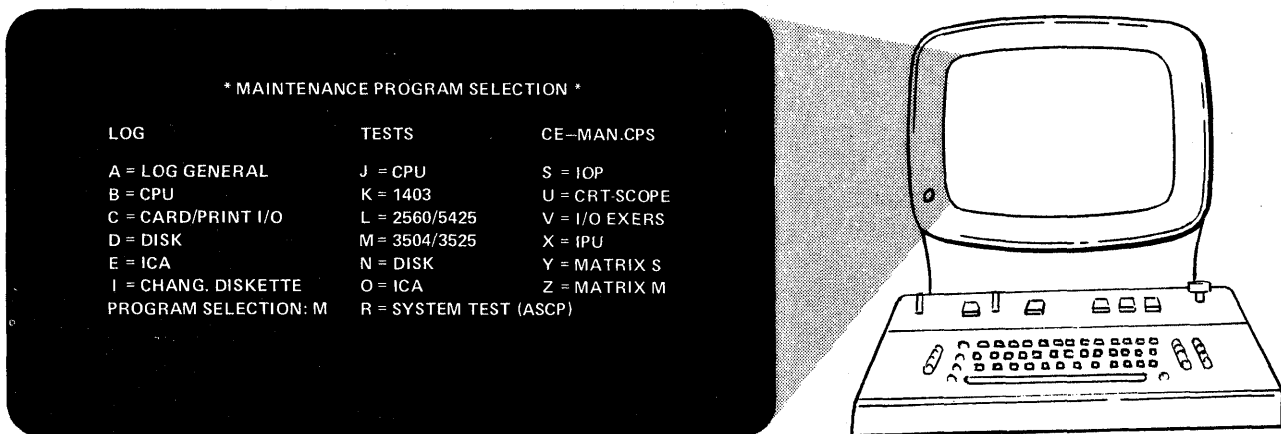 * MAINTENANCE PROGRAM SELECTION *
LOG TESTS CE–MAN.CPS
A = LOG GENERAL J = CPU S = IOP
B = CPU K = 1403 U = CRT-SCOPE
C = CARD/PRINT I/O L = 2560/5425 V = I/O EXERS
D = DISK M = 3504/3525 X = IPU
E = ICA N = DISK Y = MATRIX S
I = CHANG. DISKETTE O = ICA Z = MATRIX M
PROGRAM SELECTION: M R = SYSTEM TEST (ASCP)